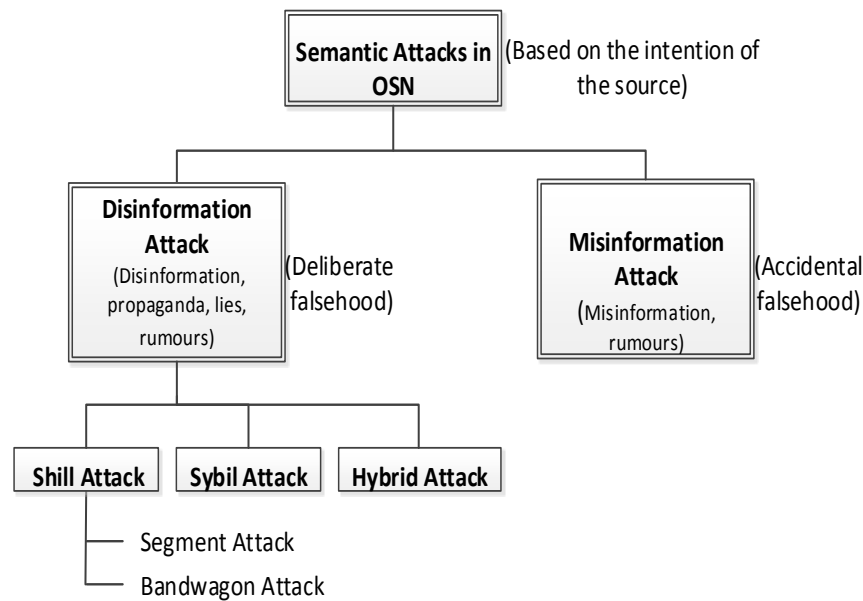 Semantic Attacks in
OSN
(Based on the intention of
the source)
Disinformation
Attack
(Disinformation,
propaganda, lies,
rumours)
(Deliberate
falsehood)
Misinformation
Attack
(Misinformation,
rumours)
(Accidental
falsehood)
Shill Attack
Sybil Attack
Hybrid Attack
Segment Attack
Bandwagon Attack